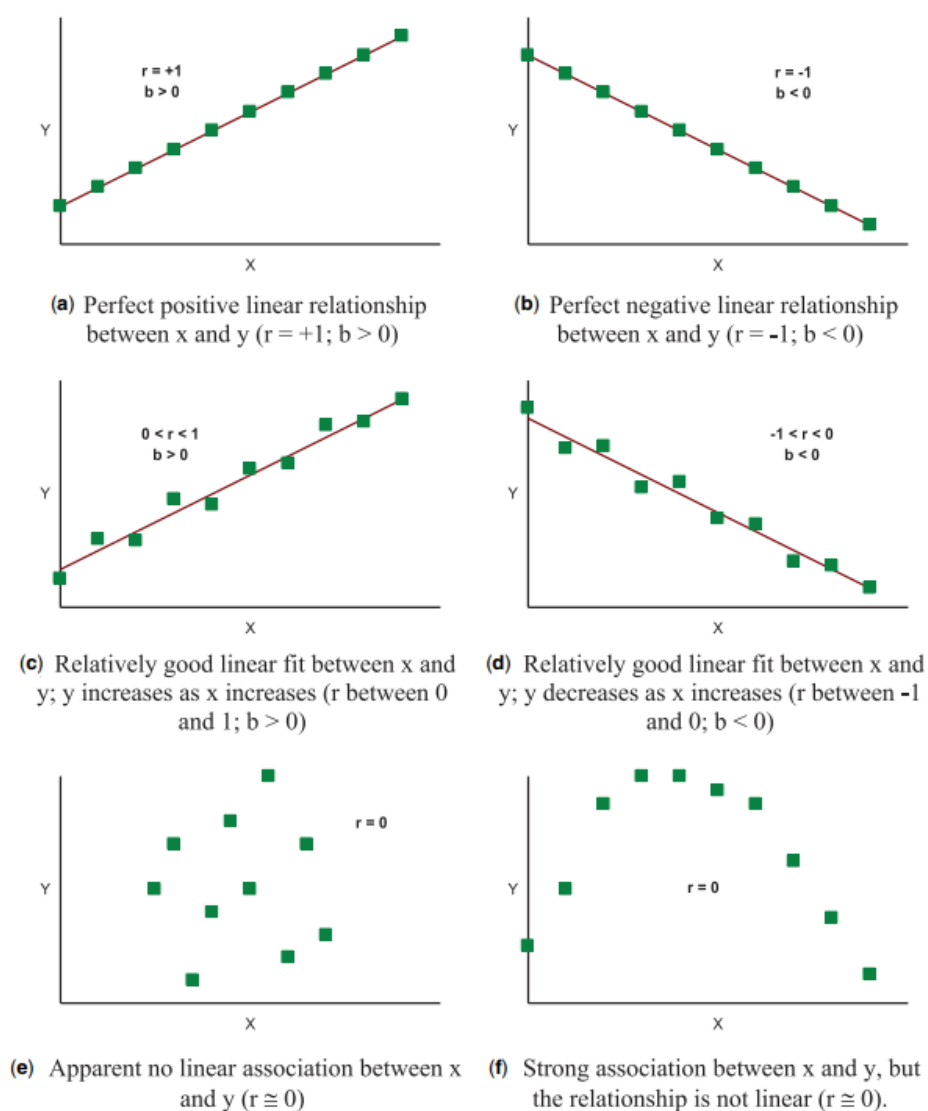 r = +1
b > 0
Y
X
(a) Perfect positive linear relationship
between x and y (r = +1; b > 0)
r = -1
b < 0
Y
X
(b) Perfect negative linear relationship
between x and y (r = -1; b < 0)
0 < r < 1
b > 0
Y
X
(c) Relatively good linear fit between x and
y; y increases as x increases (r between 0
and 1; b > 0)
-1 < r < 0
b < 0
Y
X
(d) Relatively good linear fit between x and
y; y decreases as x increases (r between -1
and 0; b < 0)
r = 0
Y
X
(e) Apparent no linear association between x
and y (r ≅ 0)
r = 0
Y
X
(f) Strong association between x and y, but
the relationship is not linear (r ≅ 0).